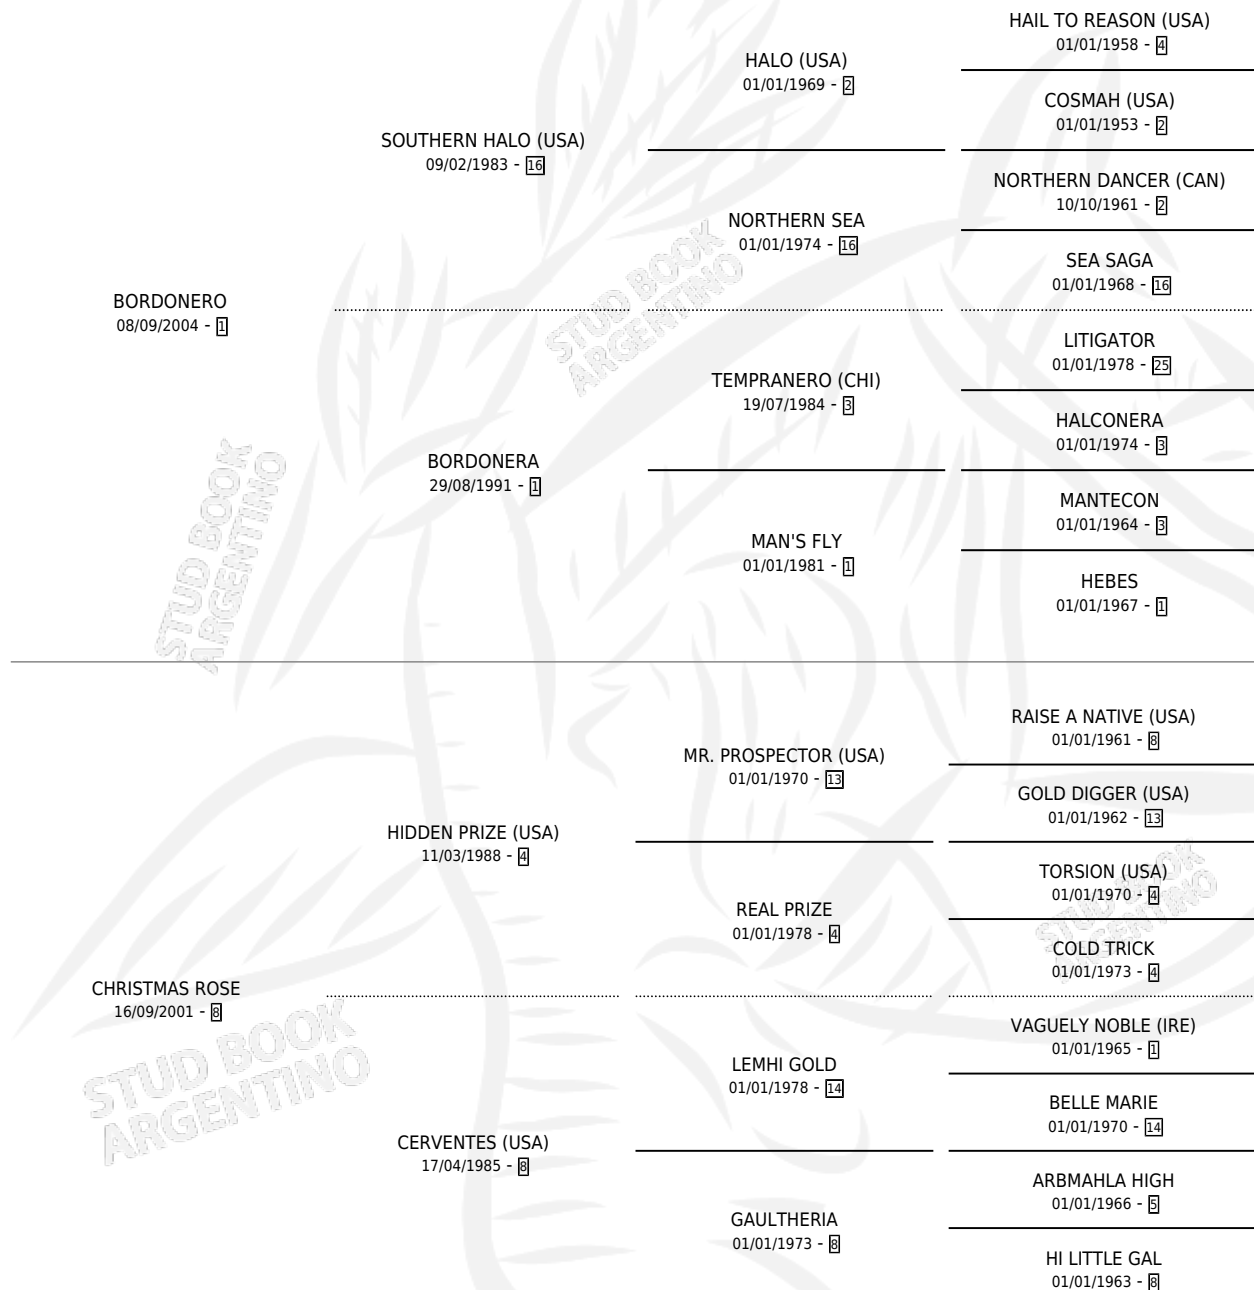 HAIL TO REASON (USA)
01/01/1958 - 4
HALO (USA)
01/01/1969 - 2
COSMAH (USA)
01/01/1953 - 2
SOUTHERN HALO (USA)
09/02/1983 - 16
NORTHERN DANCER (CAN)
10/10/1961 - 2
NORTHERN SEA
01/01/1974 - 16
SEA SAGA
01/01/1968 - 16
BORDONERO
08/09/2004 - 1
LITIGATOR
01/01/1978 - 25
TEMPRANERO (CHI)
19/07/1984 - 3
HALCONERA
01/01/1974 - 3
BORDONERA
29/08/1991 - 1
MANTECON
01/01/1964 - 3
MAN'S FLY
01/01/1981 - 1
HEBES
01/01/1967 - 1
RAISE A NATIVE (USA)
01/01/1961 - 8
MR. PROSPECTOR (USA)
01/01/1970 - 13
GOLD DIGGER (USA)
01/01/1962 - 13
HIDDEN PRIZE (USA)
11/03/1988 - 4
TORSION (USA)
01/01/1970 - 4
REAL PRIZE
01/01/1978 - 4
COLD TRICK
01/01/1973 - 4
CHRISTMAS ROSE
16/09/2001 - 8
VAGUELY NOBLE (IRE)
01/01/1965 - 1
LEMHI GOLD
01/01/1978 - 14
BELLE MARIE
01/01/1970 - 14
CERVENTES (USA)
17/04/1985 - 8
ARBMAHLA HIGH
01/01/1966 - 5
GAULTHERIA
01/01/1973 - 8
HI LITTLE GAL
01/01/1963 - 8
STUD BOOK
ARGENTINO
STUD BOOK
ARGENTINO
STUD BOOK
ARGENTINO
STUD BOOK
ARGENTINO